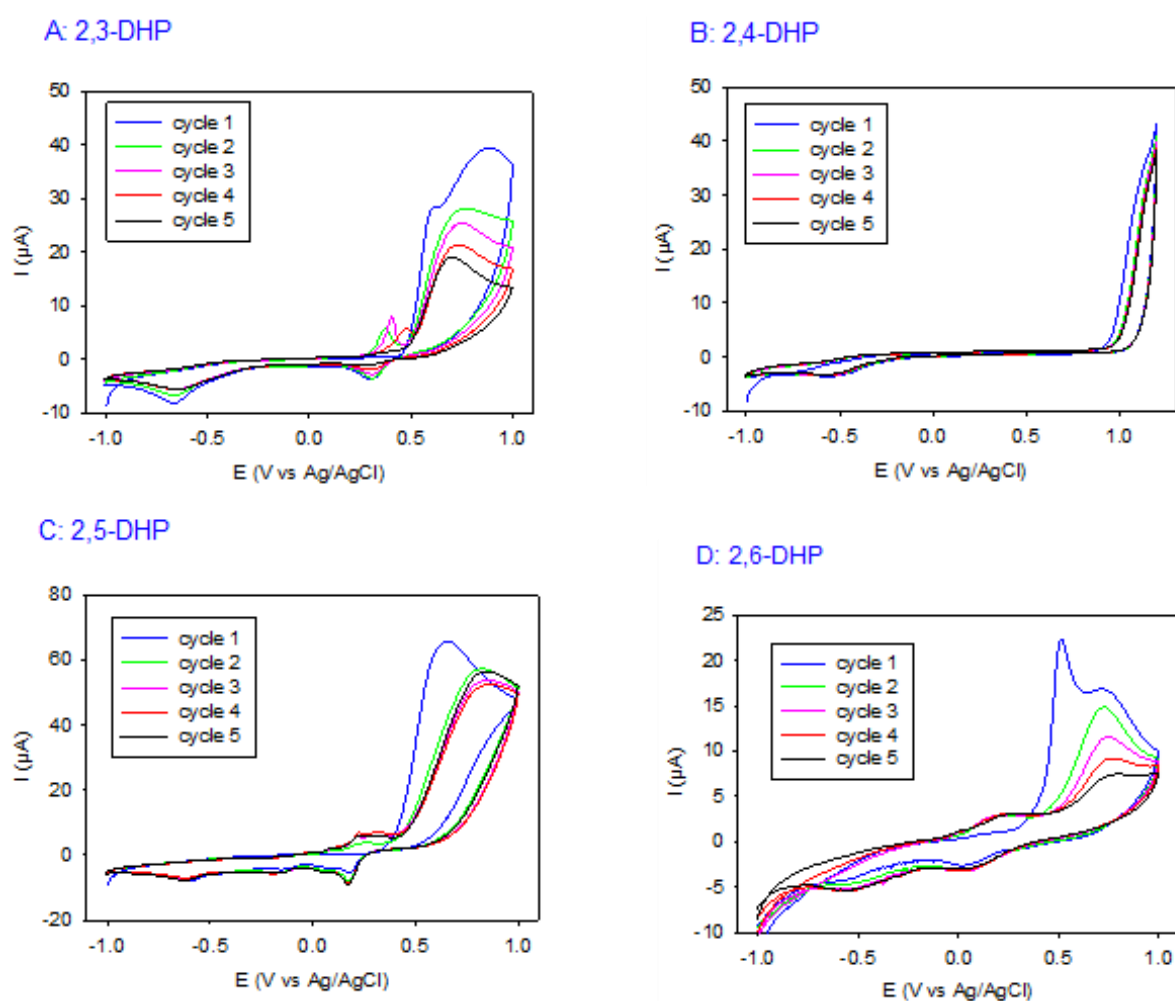 A: 2,3-DHP
50
40
30
20
10
0
-10
I (µA)
cycle 1
cycle 2
cycle 3
cycle 4
cycle 5
-1.0 -0.5 0.0 0.5 1.0
E (V vs Ag/AgCl)
B: 2,4-DHP
50
40
30
20
10
0
-10
I (µA)
cycle 1
cycle 2
cycle 3
cycle 4
cycle 5
-1.0 -0.5 0.0 0.5 1.0
E (V vs Ag/AgCl)
C: 2,5-DHP
80
60
40
20
0
-20
I (µA)
cycle 1
cycle 2
cycle 3
cycle 4
cycle 5
-1.0 -0.5 0.0 0.5 1.0
E (V vs Ag/AgCl)
D: 2,6-DHP
25
20
15
10
5
0
-5
-10
I (µA)
cycle 1
cycle 2
cycle 3
cycle 4
cycle 5
-1.0 -0.5 0.0 0.5 1.0
E (V vs Ag/AgCl)